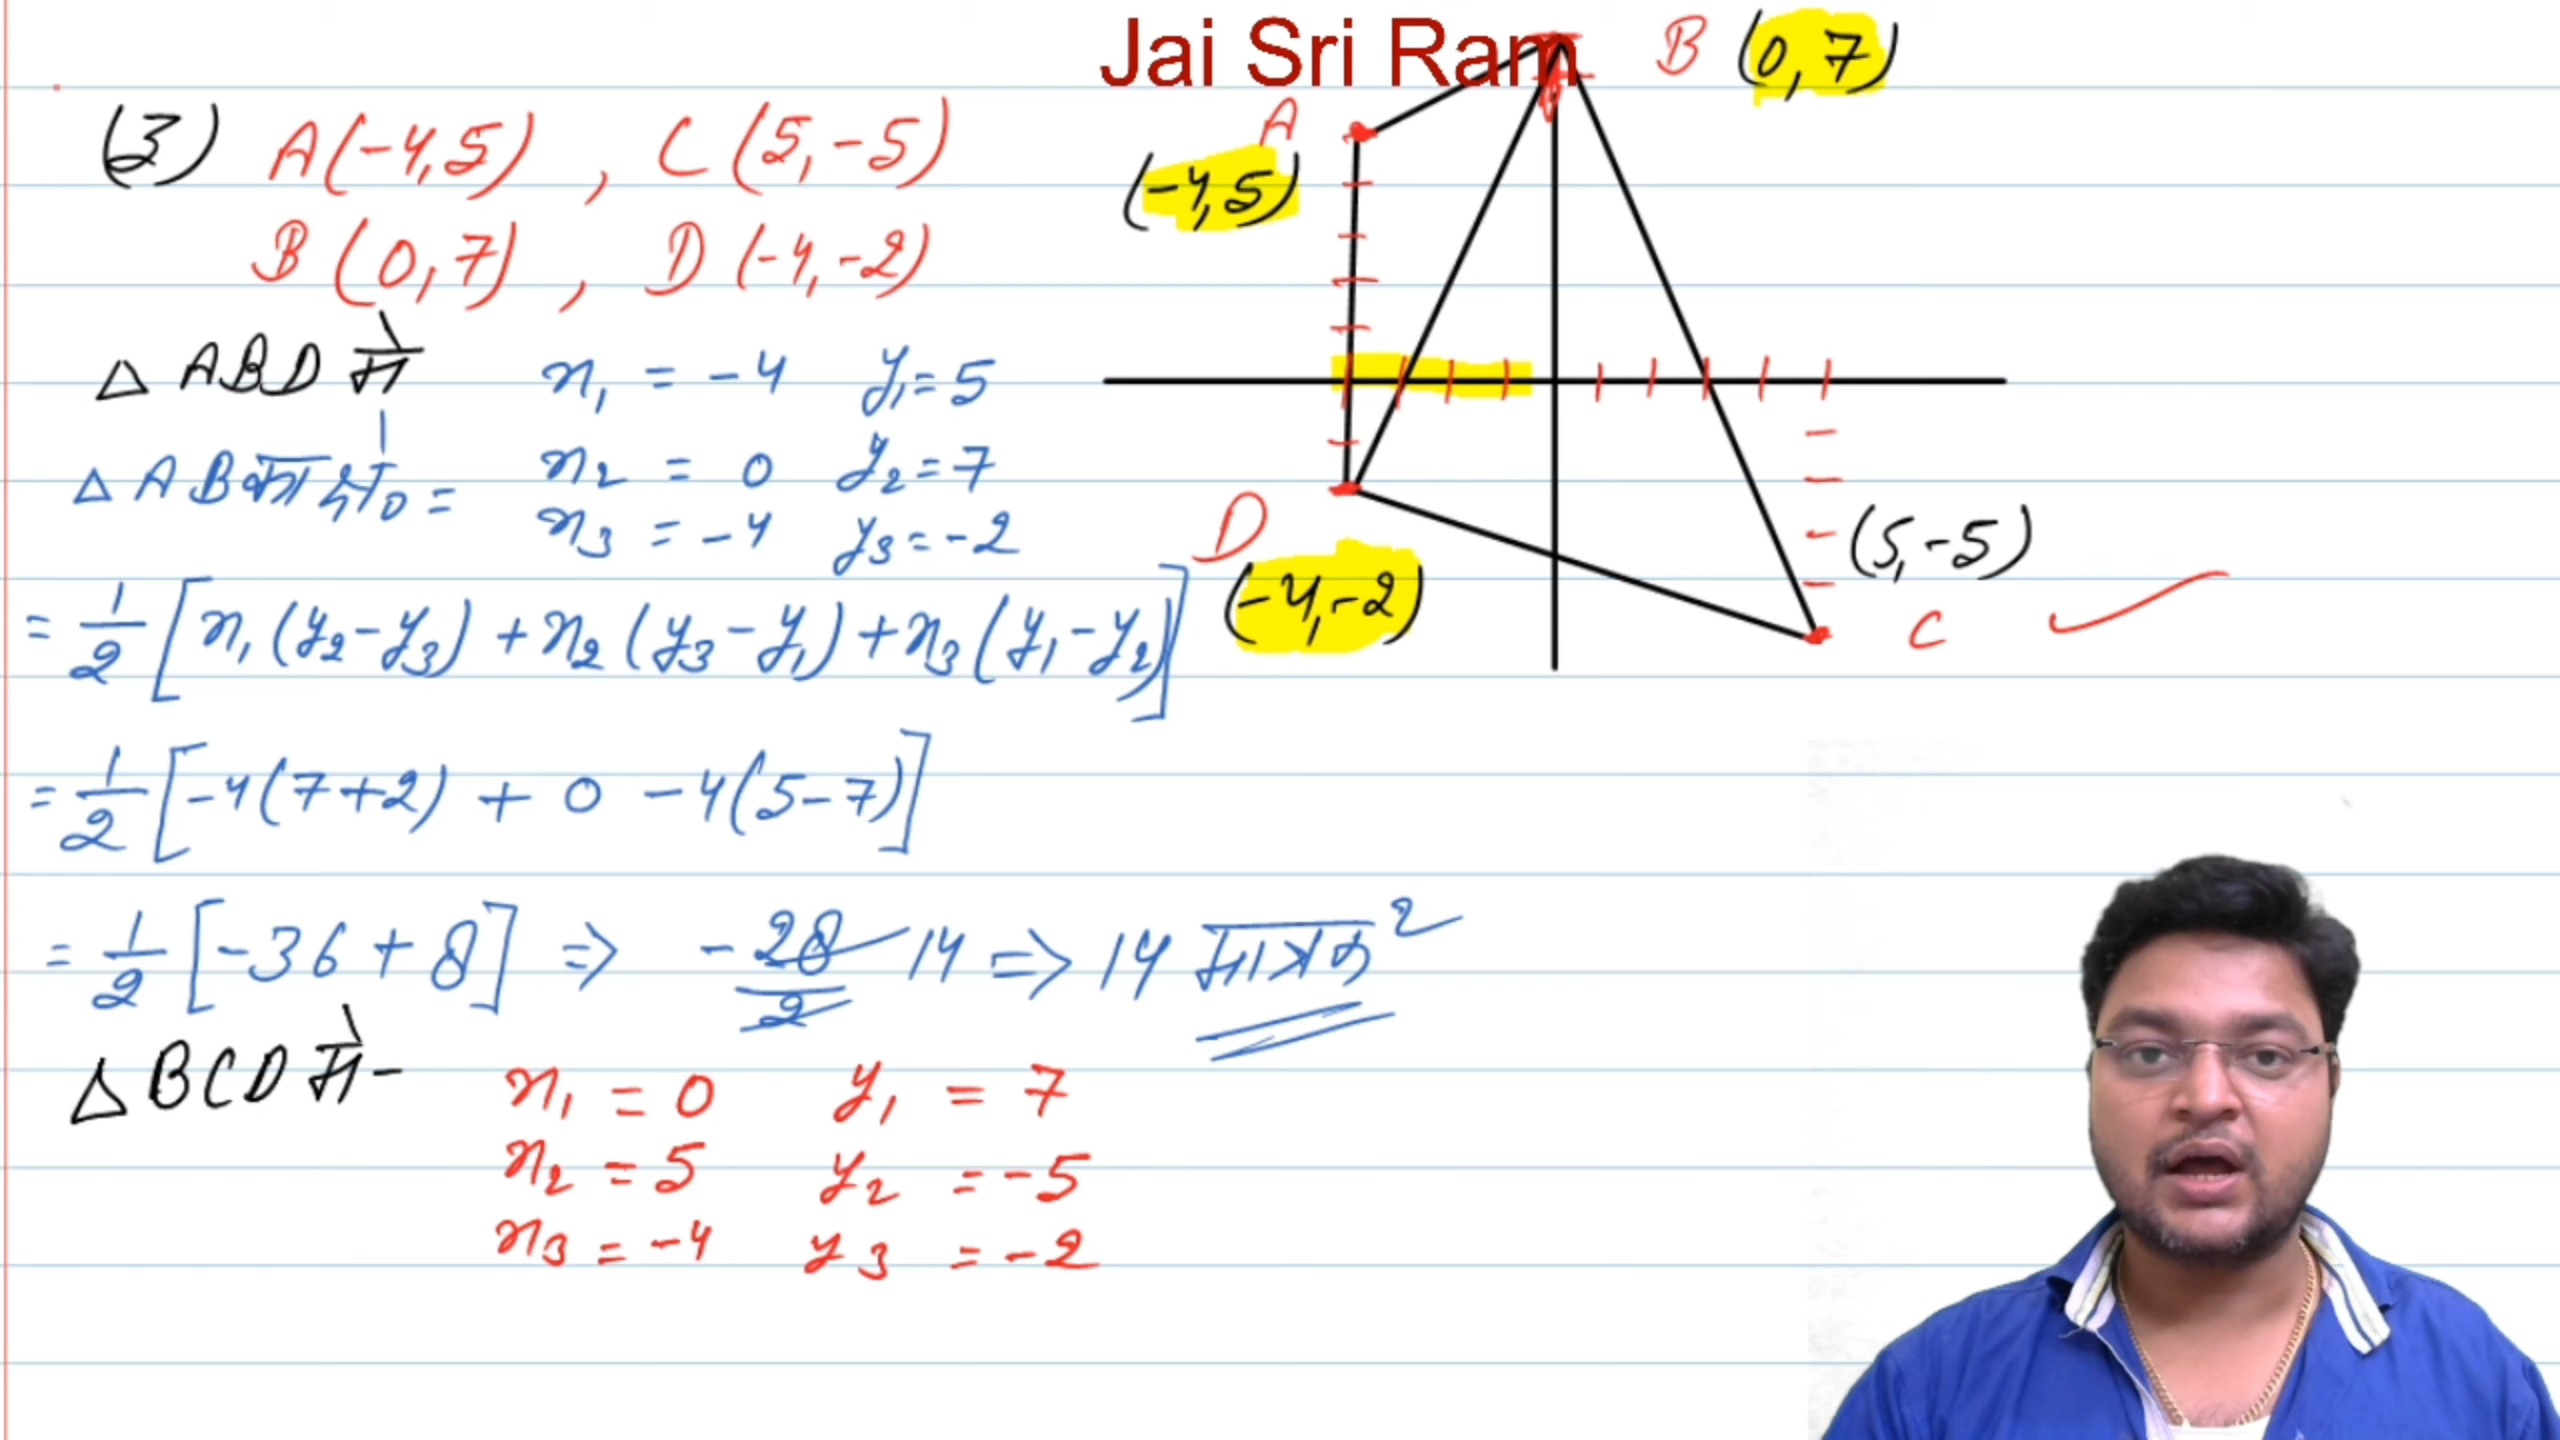 Jai Sri Ram
(3) A(-4,5) , C(5,-5)
B(0,7) , D(-4,-2)
△ABD में x₁ = -4 y₁ = 5
△AB का क्षे० = x₂ = 0 y₂ = 7
x₃ = -4 y₃ = -2
= 1/2 [x₁(y₂-y₃) + x₂(y₃-y₁) + x₃(y₁-y₂)]
= 1/2 [-4(7+2) + 0 -4(5-7)]
= 1/2 [-36 + 8] => -28/2 14 => 14 मात्रक²
△BCD में-
x₁ = 0 y₁ = 7
x₂ = 5 y₂ = -5
x₃ = -4 y₃ = -2
B (0,7)
A
(-4,5)
D
(-4,-2)
(5,-5)
C